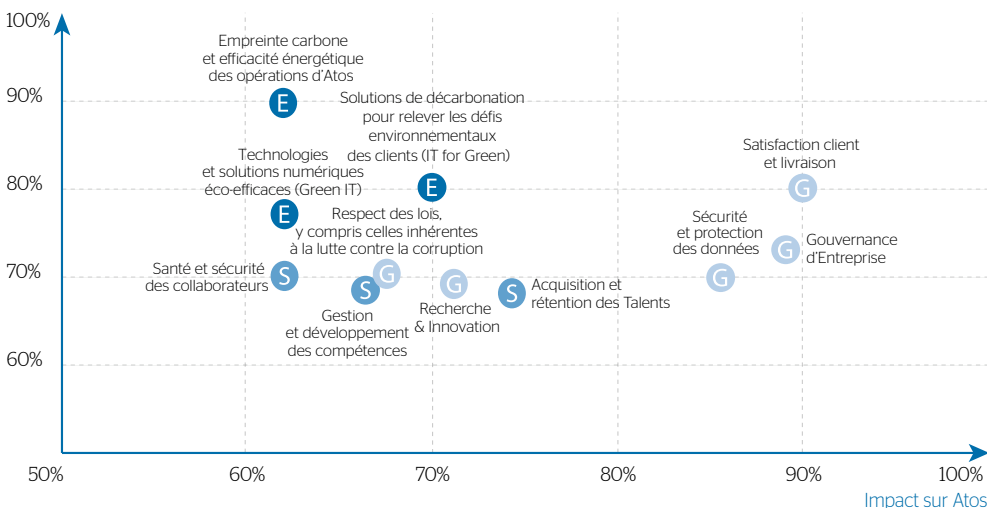 100%
Empreinte carbone
et efficacité énergétique
des opérations d'Atos
90%
E
Solutions de décarbonation
pour relever les défis
environnementaux
des clients (IT for Green)
E
Technologies
et solutions numériques
éco-efficaces (Green IT)
E
Satisfaction client
et livraison
G
80%
Respect des lois,
y compris celles inhérentes
à la lutte contre la corruption
G
Sécurité
et protection
des données
G
G
Gouvernance
d'Entreprise
70%
Santé et sécurité
des collaborateurs
S
S
Gestion
et développement
des compétences
G
Recherche
& Innovation
S
Acquisition et
rétention des Talents
60%
50%
60%
70%
80%
90%
100%
Impact sur Atos